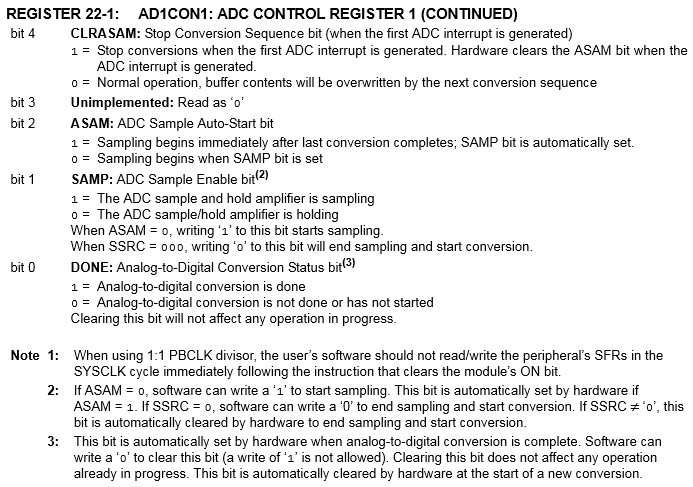 REGISTER 22-1: AD1CON1: ADC CONTROL REGISTER 1 (CONTINUED)
bit 4 CLRASAM: Stop Conversion Sequence bit (when the first ADC interrupt is generated)
1 = Stop conversions when the first ADC interrupt is generated. Hardware clears the ASAM bit when the
ADC interrupt is generated.
0 = Normal operation, buffer contents will be overwritten by the next conversion sequence
bit 3 Unimplemented: Read as ‘0’
bit 2 ASAM: ADC Sample Auto-Start bit
1 = Sampling begins immediately after last conversion completes; SAMP bit is automatically set.
0 = Sampling begins when SAMP bit is set
bit 1 SAMP: ADC Sample Enable bit(2)
1 = The ADC sample and hold amplifier is sampling
0 = The ADC sample/hold amplifier is holding
When ASAM = 0, writing ‘1’ to this bit starts sampling.
When SSRC = 000, writing ‘0’ to this bit will end sampling and start conversion.
bit 0 DONE: Analog-to-Digital Conversion Status bit(3)
1 = Analog-to-digital conversion is done
0 = Analog-to-digital conversion is not done or has not started
Clearing this bit will not affect any operation in progress.
Note 1: When using 1:1 PBCLK divisor, the user’s software should not read/write the peripheral’s SFRs in the
SYSCLK cycle immediately following the instruction that clears the module’s ON bit.
2: If ASAM = 0, software can write a ‘1’ to start sampling. This bit is automatically set by hardware if
ASAM = 1. If SSRC = 0, software can write a ‘0’ to end sampling and start conversion. If SSRC ≠ ‘0’, this
bit is automatically cleared by hardware to end sampling and start conversion.
3: This bit is automatically set by hardware when analog-to-digital conversion is complete. Software can
write a ‘0’ to clear this bit (a write of ‘1’ is not allowed). Clearing this bit does not affect any operation
already in progress. This bit is automatically cleared by hardware at the start of a new conversion.